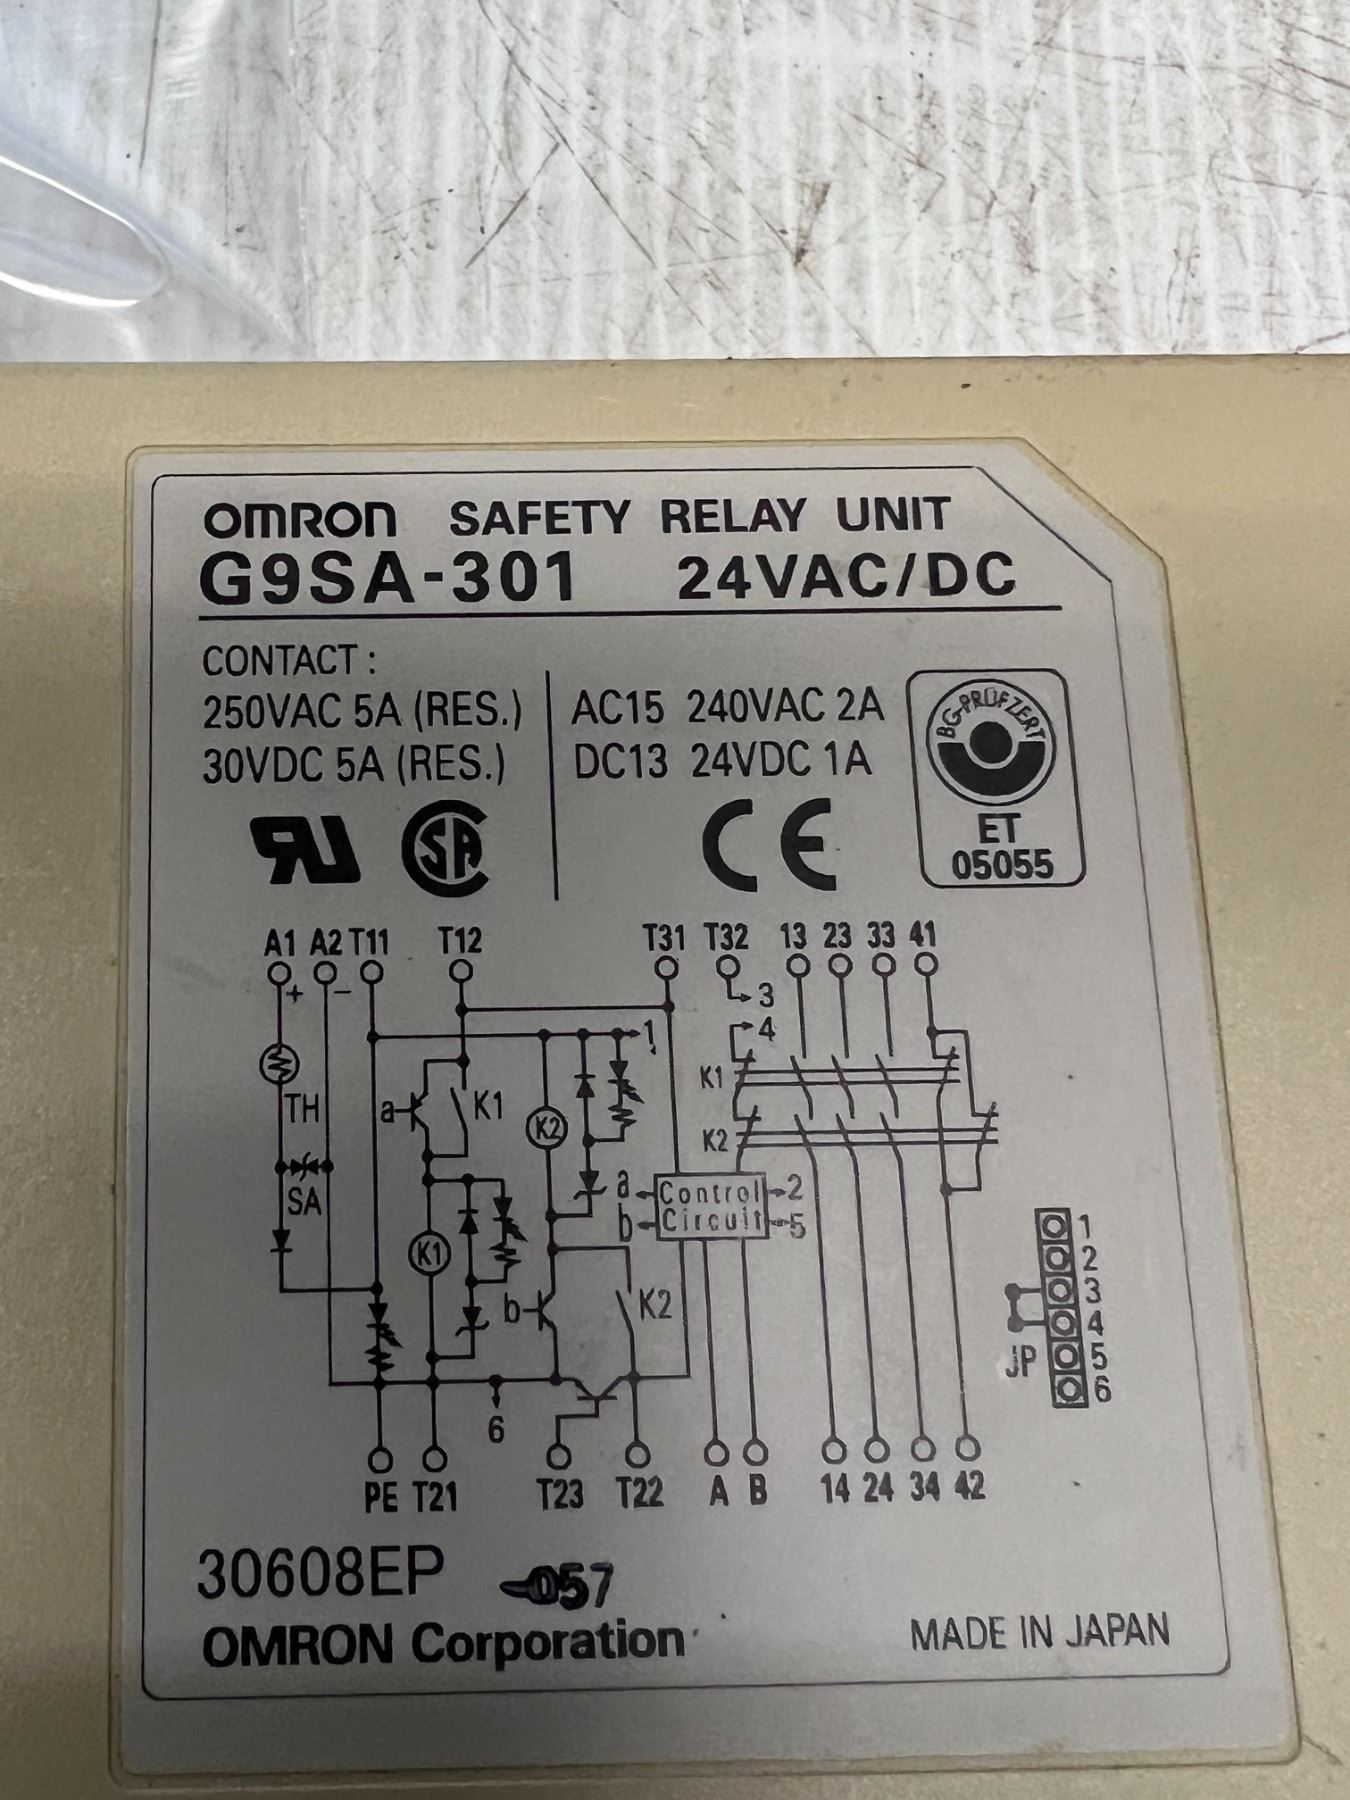 OMRON SAFETY RELAY UNIT
G9SA-301 24VAC/DC
CONTACT :
250VAC 5A (RES.) AC15 240VAC 2A
30VDC 5A (RES.) DC13 24VDC 1A
BG-PRÜFZERT
ET
05055
CE
A1 A2 T11 T12 T31 T32 13 23 33 41
+ −
3
4
1
K1
a K1
TH
K2
K2
SA
a Control 2
b Circuit 5
K1
b K2
1
2
3
4
JP 5
6
6
PE T21 T23 T22 A B 14 24 34 42
30608EP -057
OMRON Corporation MADE IN JAPAN